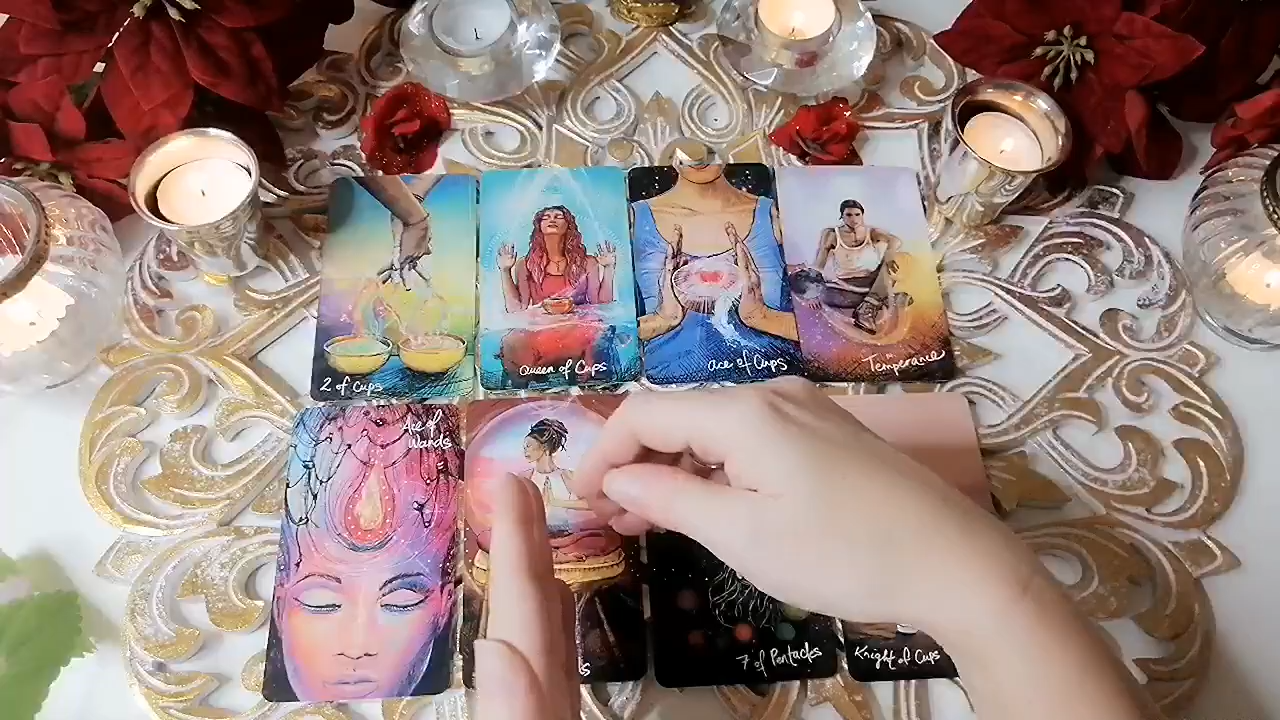 2 of Cups
Queen of Cups
ace of Cups
Temperance
Ace of
Wands
7 of Pentacles
Knight of Cups